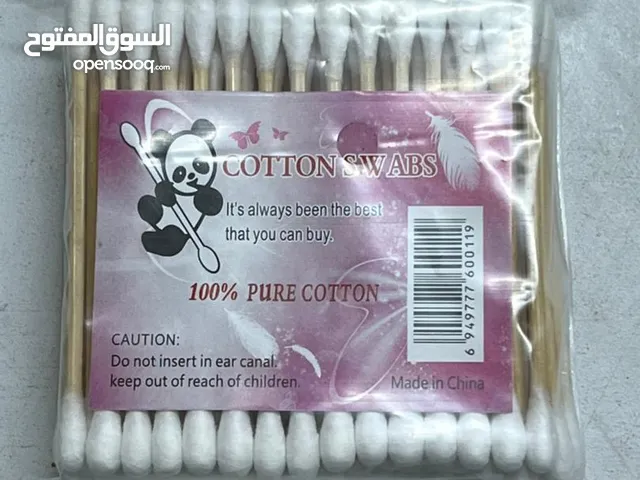 السوق المفتوح
opensooq.com
COTTON SWABS
It's always been the best
that you can buy.
100% PURE COTTON
CAUTION:
Do not insert in ear canal.
keep out of reach of children.
Made in China
6 949777 600119